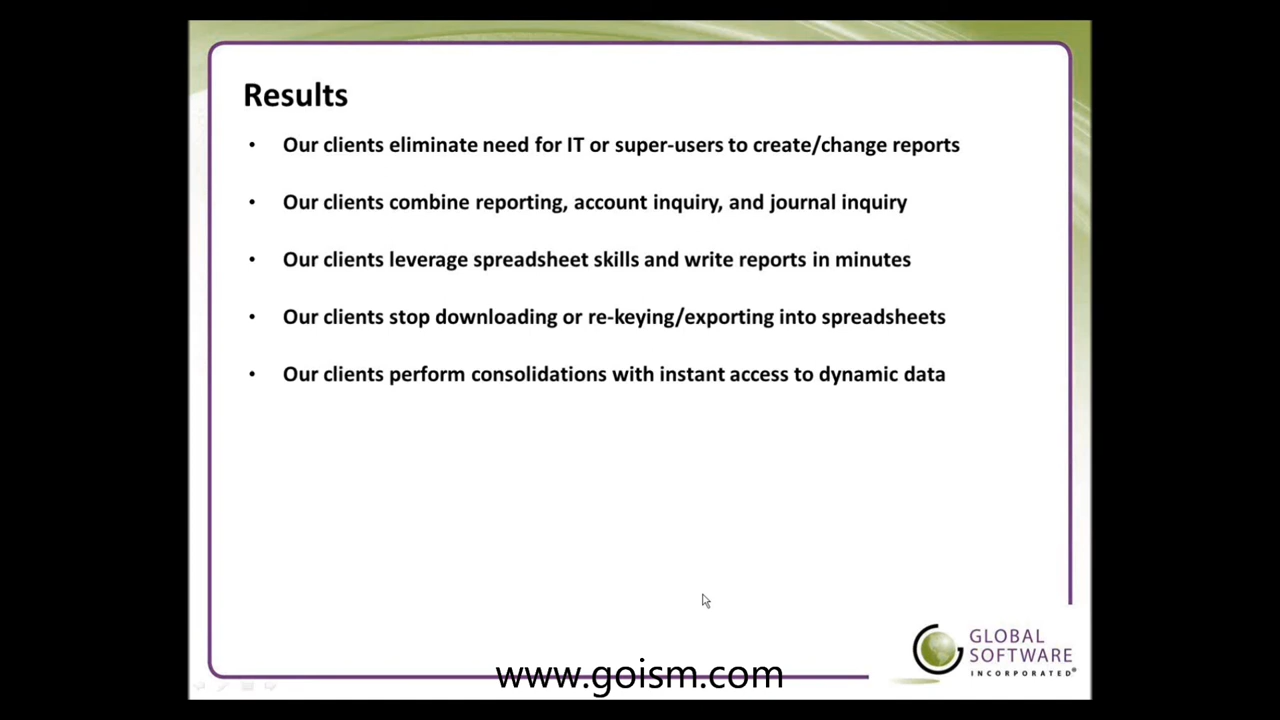 Results
• Our clients eliminate need for IT or super-users to create/change reports
• Our clients combine reporting, account inquiry, and journal inquiry
• Our clients leverage spreadsheet skills and write reports in minutes
• Our clients stop downloading or re-keying/exporting into spreadsheets
• Our clients perform consolidations with instant access to dynamic data
GLOBAL
SOFTWARE
INCORPORATED®
www.goism.com